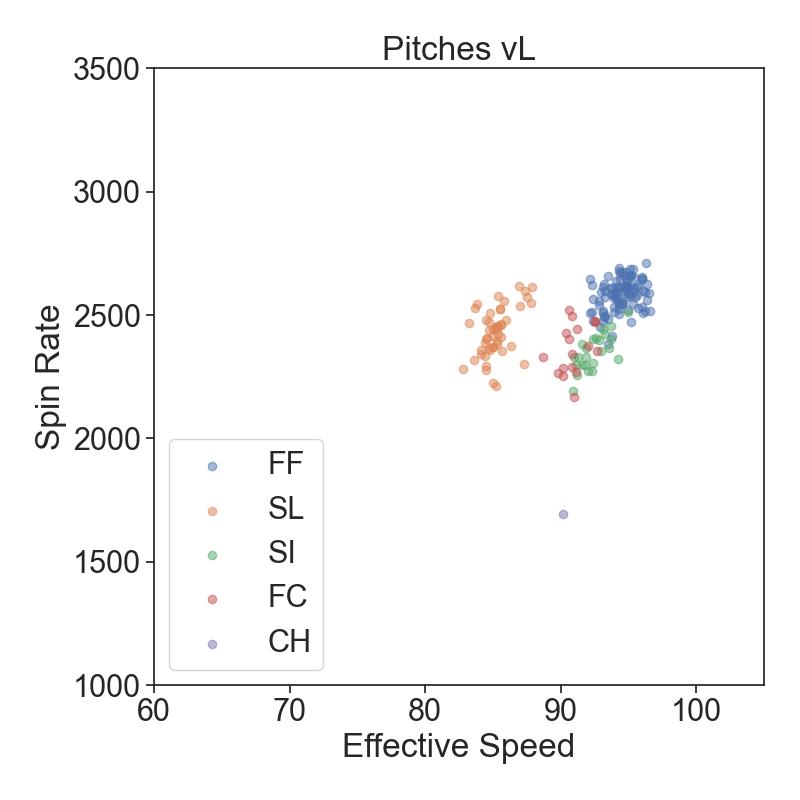 Pitches vL
3500
3000
2500
2000
1500
1000
Spin Rate
FF
SL
SI
FC
CH
60 70 80 90 100
Effective Speed